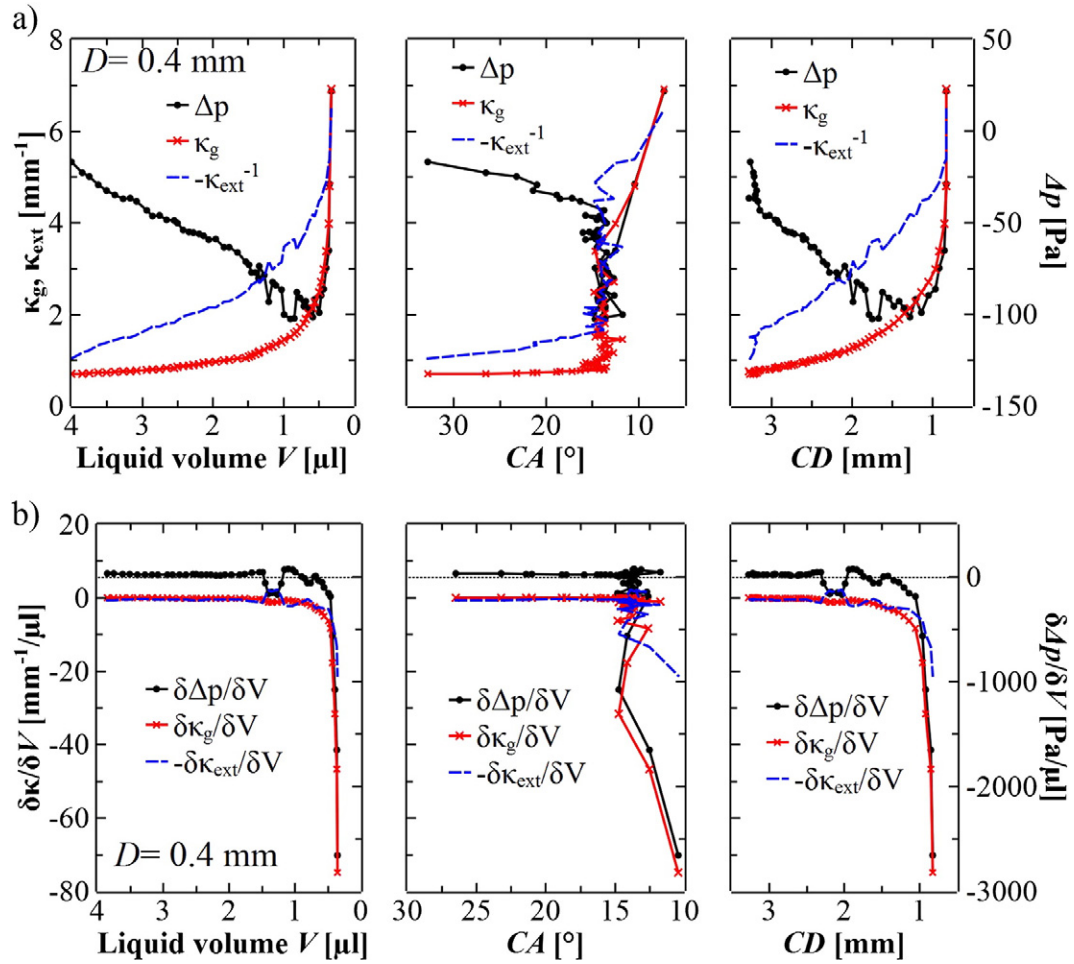 a)
D= 0.4 mm
Δp
κg
-κext⁻¹
Δp
κg
-κext⁻¹
Δp
κg
-κext⁻¹
κg, κext [mm⁻¹]
8
6
4
2
0
50
0
-50
-100
-150
Δp [Pa]
4 3 2 1 0
30 25 20 15 10
3 2 1
Liquid volume V [µl]
CA [°]
CD [mm]
b)
δκ/δV [mm⁻¹/µl]
20
0
-20
-40
-60
-80
0
-1000
-2000
-3000
δΔp/δV [Pa/µl]
δΔp/δV
δκg/δV
-δκext/δV
δΔp/δV
δκg/δV
-δκext/δV
δΔp/δV
δκg/δV
-δκext/δV
D= 0.4 mm
4 3 2 1 0
30 25 20 15 10
3 2 1
Liquid volume V [µl]
CA [°]
CD [mm]